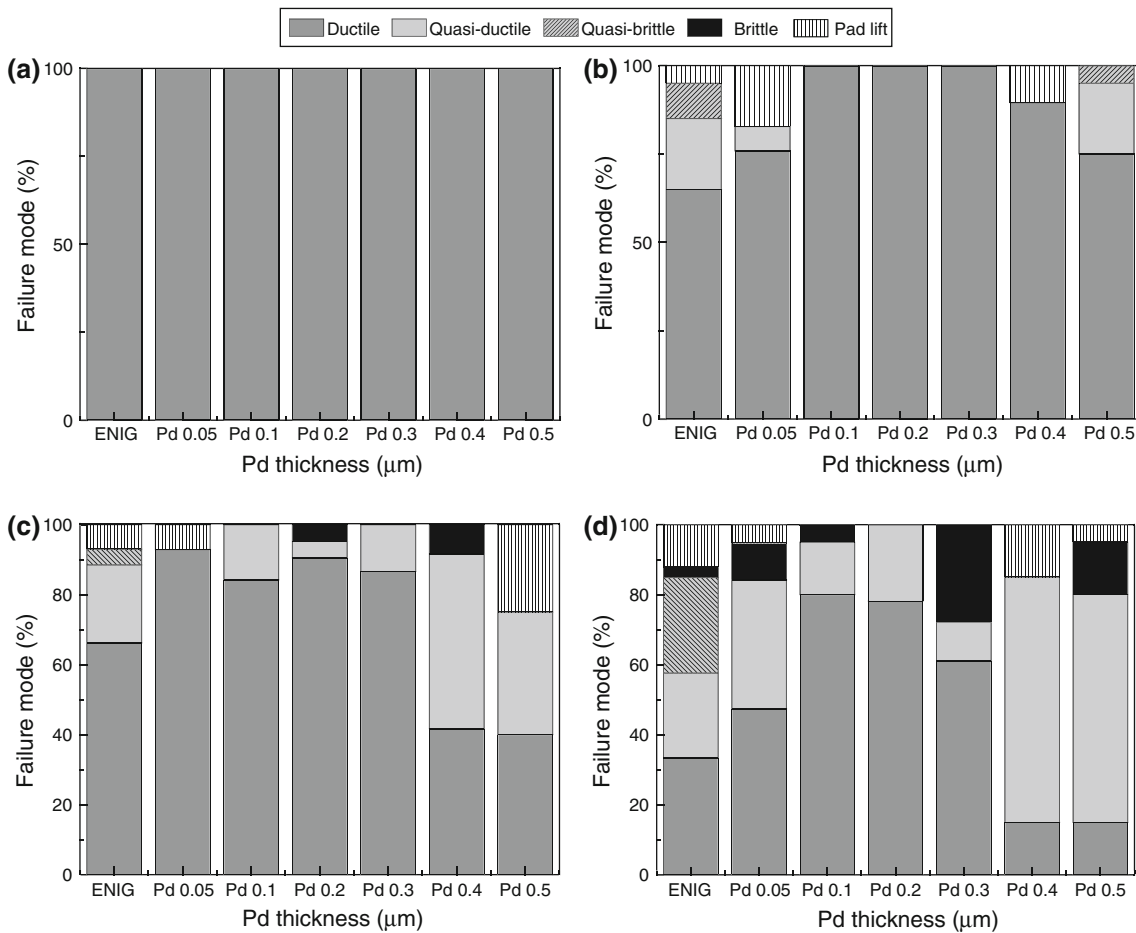 Ductile Quasi-ductile Quasi-brittle Brittle Pad lift
(a)
100
50
0
Failure mode (%)
ENIG Pd 0.05 Pd 0.1 Pd 0.2 Pd 0.3 Pd 0.4 Pd 0.5
Pd thickness (μm)
(b)
100
50
0
Failure mode (%)
ENIG Pd 0.05 Pd 0.1 Pd 0.2 Pd 0.3 Pd 0.4 Pd 0.5
Pd thickness (μm)
(c)
100
80
60
40
20
0
Failure mode (%)
ENIG Pd 0.05 Pd 0.1 Pd 0.2 Pd 0.3 Pd 0.4 Pd 0.5
Pd thickness (μm)
(d)
100
80
60
40
20
0
Failure mode (%)
ENIG Pd 0.05 Pd 0.1 Pd 0.2 Pd 0.3 Pd 0.4 Pd 0.5
Pd thickness (μm)